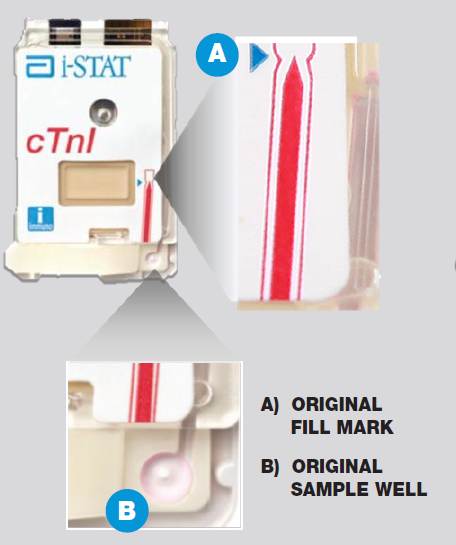 A
i-STAT
cTnI
i
B
A) ORIGINAL
FILL MARK
B) ORIGINAL
SAMPLE WELL